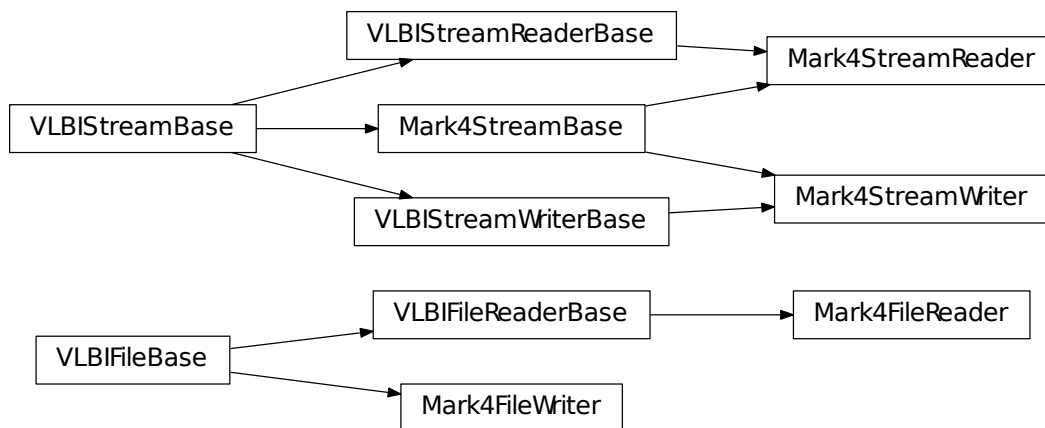 VLBIStreamReaderBase
Mark4StreamReader
VLBIStreamBase
Mark4StreamBase
Mark4StreamWriter
VLBIStreamWriterBase
VLBIFileReaderBase
Mark4FileReader
VLBIFileBase
Mark4FileWriter